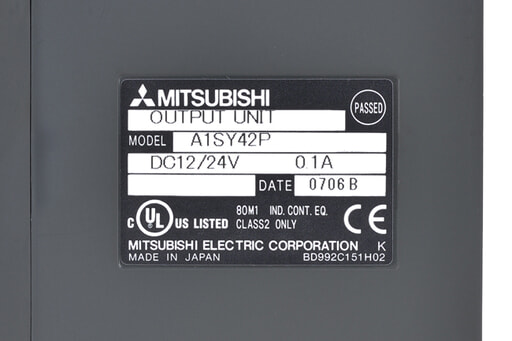 MITSUBISHI
PASSED
OUTPUT UNIT
MODEL A1SY42P
DC12/24V 0.1A
DATE 0706 B
C UL US LISTED 80M1 IND. CONT. EQ. CLASS2 ONLY CE
MITSUBISHI ELECTRIC CORPORATION K
MADE IN JAPAN BD992C151H02